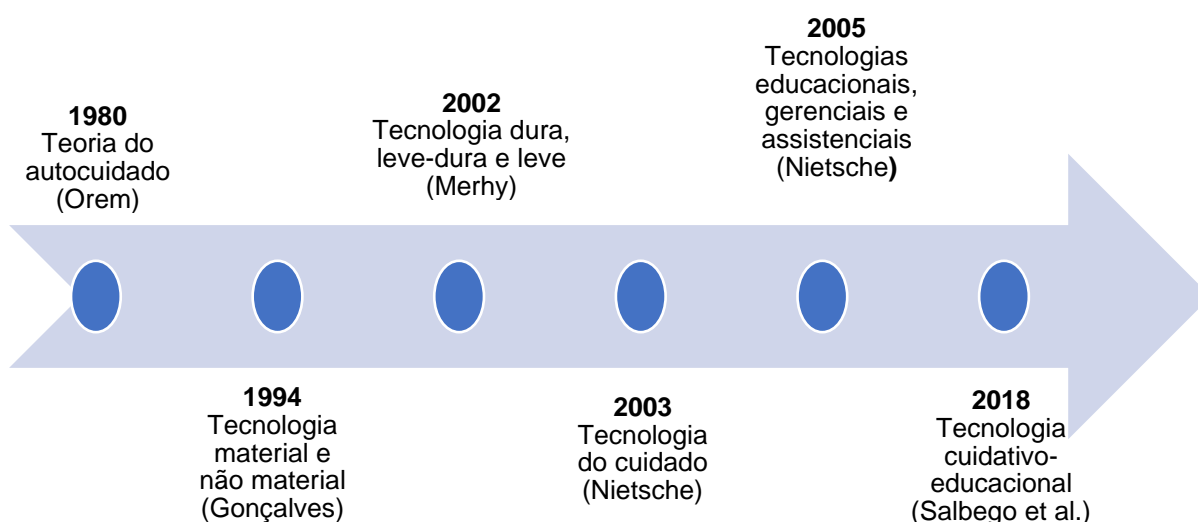 1980
Teoria do
autocuidado
(Orem)
1994
Tecnologia
material e
não material
(Gonçalves)
2002
Tecnologia dura,
leve-dura e leve
(Merhy)
2003
Tecnologia
do cuidado
(Nietsche)
2005
Tecnologias
educacionais,
gerenciais e
assistenciais
(Nietsche)
2018
Tecnologia
cuidativo-
educacional
(Salbego et al.)